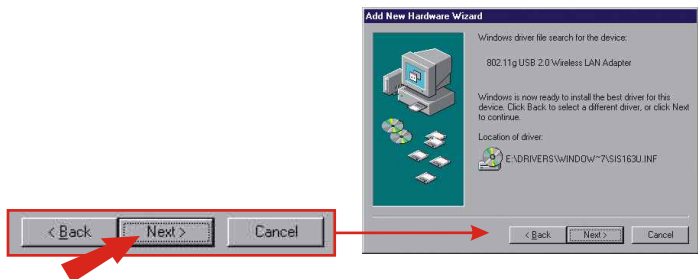 Add New Hardware Wizard
Windows driver file search for the device:
802.11g USB 2.0 Wireless LAN Adapter
Windows is now ready to install the best driver for this
device. Click Back to select a different driver, or click Next
to continue.
Location of driver:
E:\DRIVERS\WINDOW~7\SIS163U.INF
< Back Next > Cancel
< Back Next > Cancel